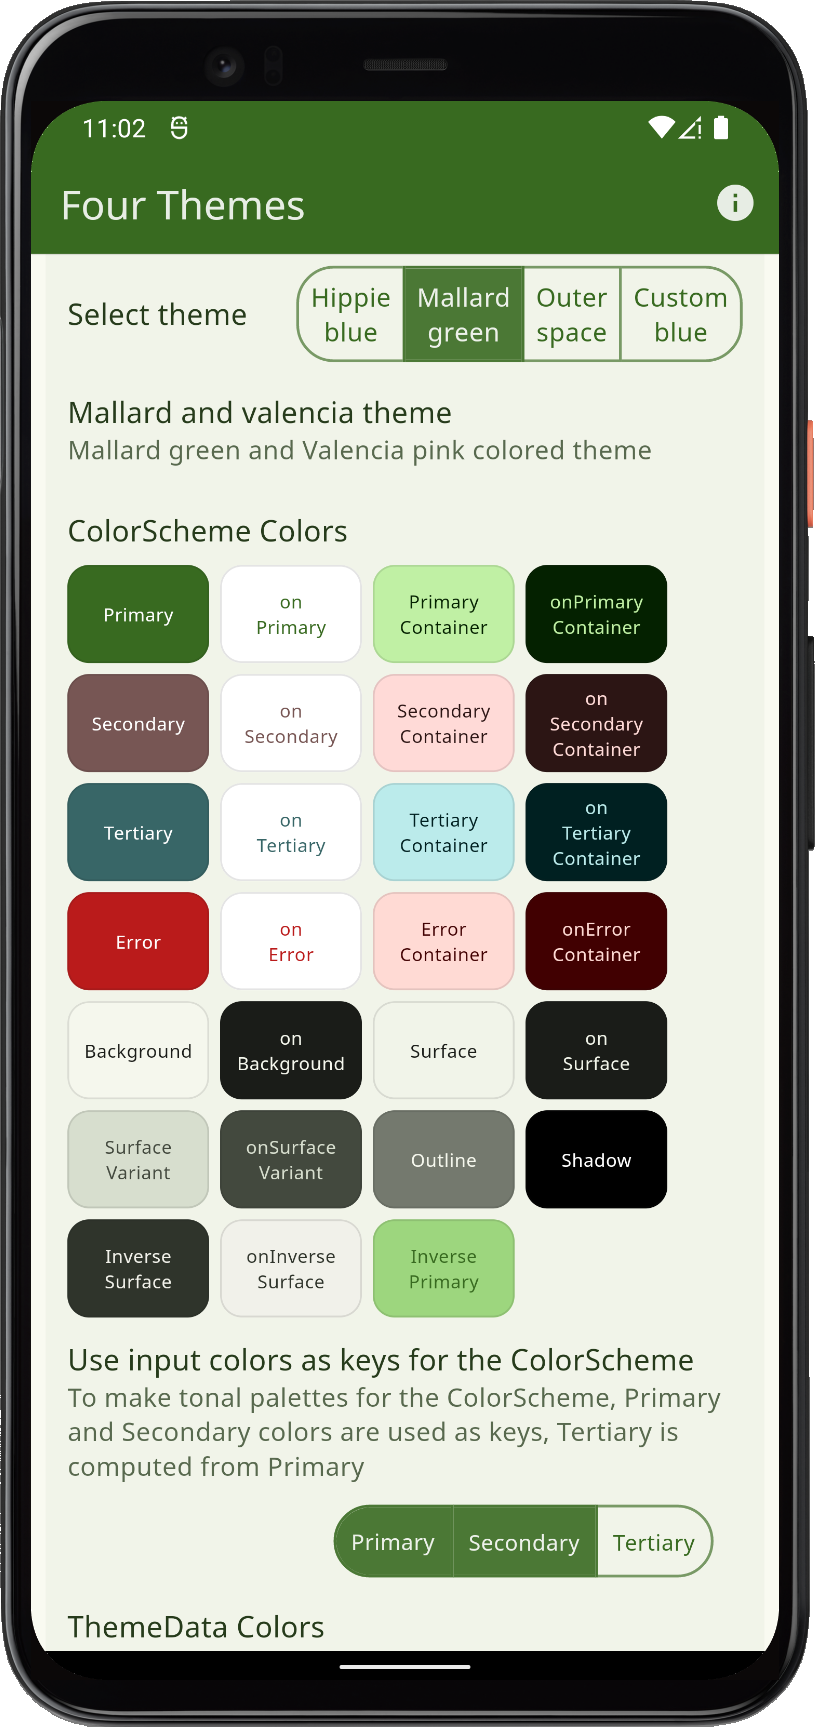 11:02
Four Themes
Select theme
Hippie
blue
Mallard
green
Outer
space
Custom
blue
Mallard and valencia theme
Mallard green and Valencia pink colored theme
ColorScheme Colors
Primary
on
Primary
Primary
Container
onPrimary
Container
Secondary
on
Secondary
Secondary
Container
on
Secondary
Container
Tertiary
on
Tertiary
Tertiary
Container
on
Tertiary
Container
Error
on
Error
Error
Container
onError
Container
Background
on
Background
Surface
on
Surface
Surface
Variant
onSurface
Variant
Outline
Shadow
Inverse
Surface
onInverse
Surface
Inverse
Primary
Use input colors as keys for the ColorScheme
To make tonal palettes for the ColorScheme, Primary
and Secondary colors are used as keys, Tertiary is
computed from Primary
Primary
Secondary
Tertiary
ThemeData Colors